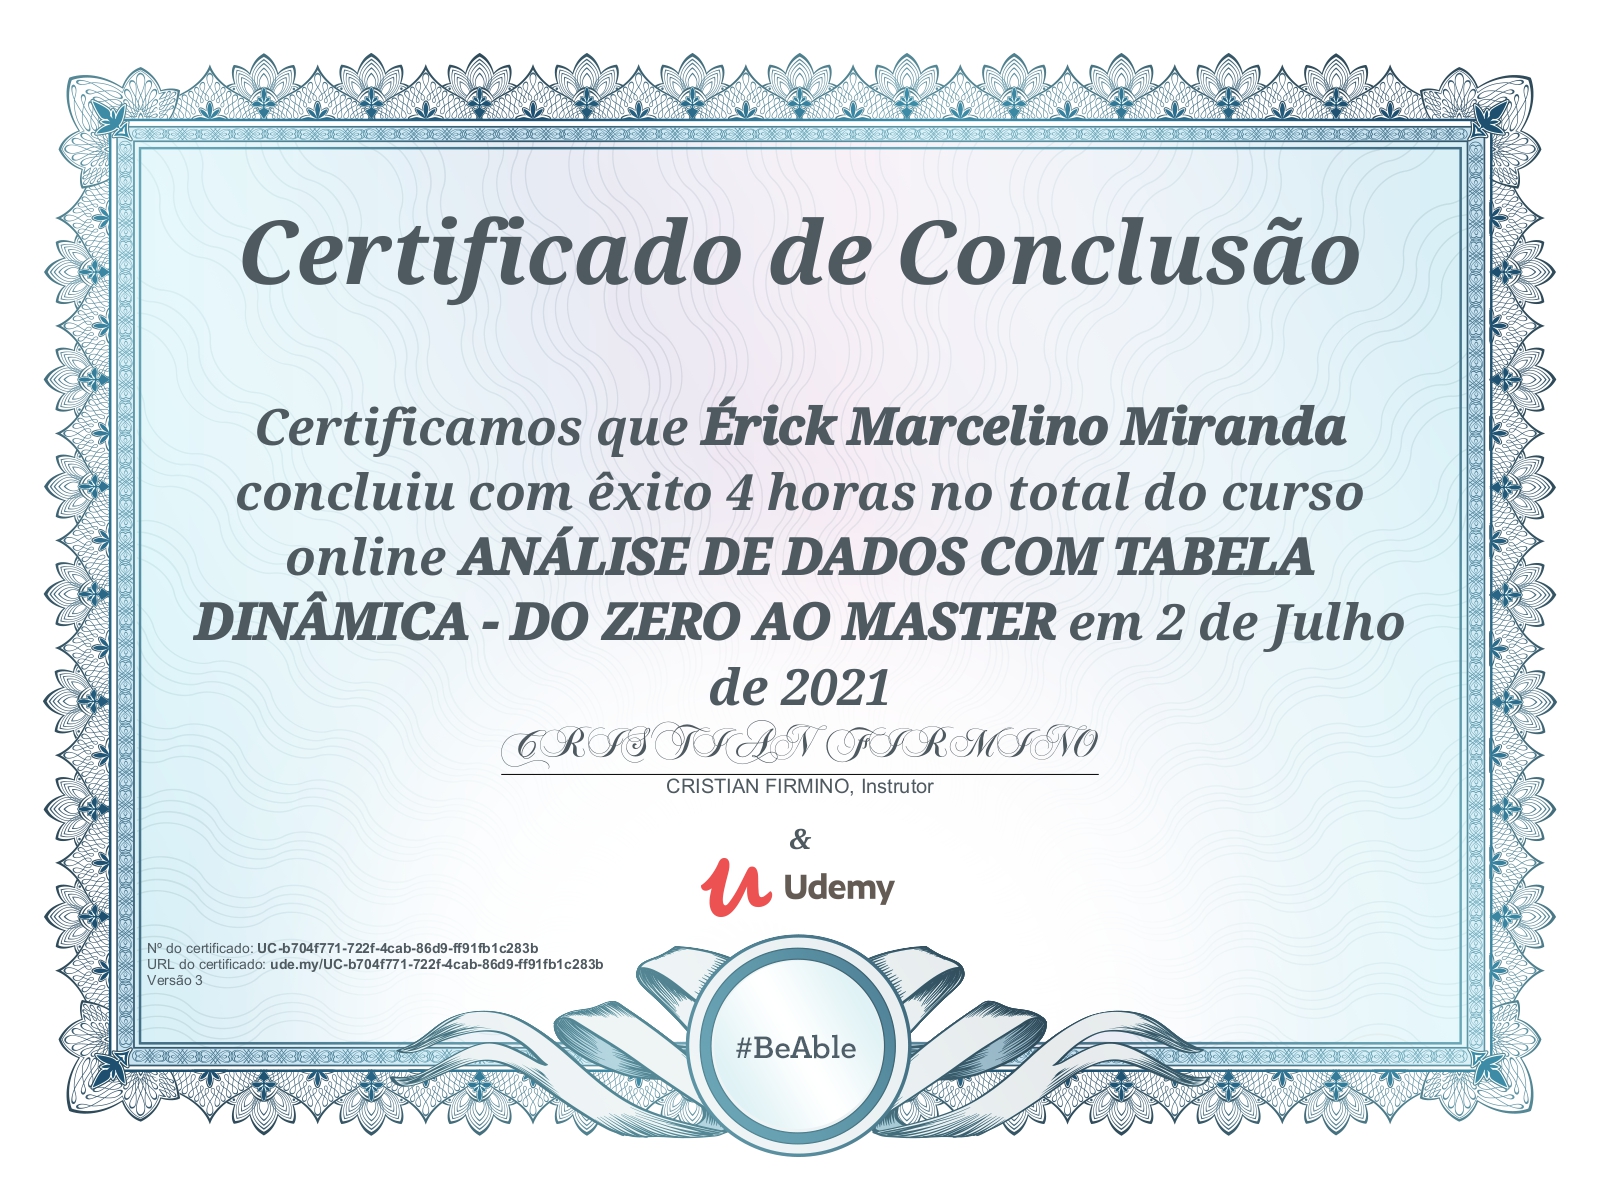 Certificado de Conclusão
Certificamos que Érick Marcelino Miranda
concluiu com êxito 4 horas no total do curso
online ANÁLISE DE DADOS COM TABELA
DINÂMICA - DO ZERO AO MASTER em 2 de Julho
de 2021
CRISTIAN FIRMINO
CRISTIAN FIRMINO, Instrutor
&
Udemy
Nº do certificado: UC-b704f771-722f-4cab-86d9-ff91fb1c283b
URL do certificado: ude.my/UC-b704f771-722f-4cab-86d9-ff91fb1c283b
Versão 3
#BeAble